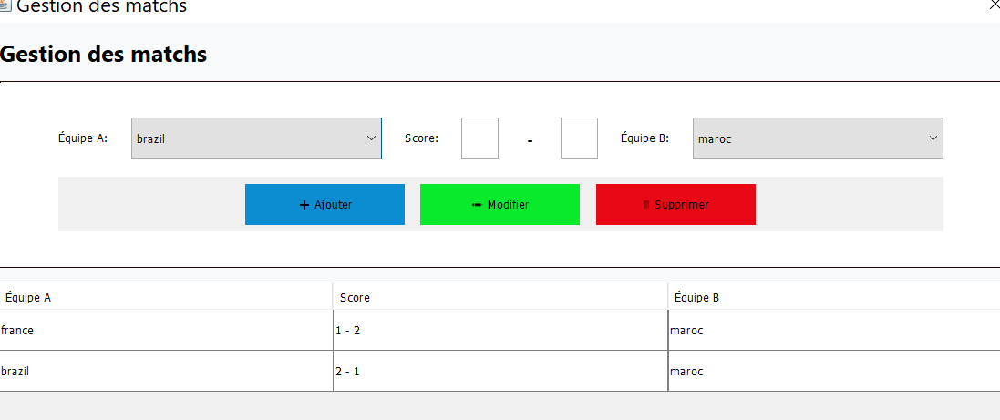 Gestion des matchs
Gestion des matchs
Équipe A: brazil Score: - Équipe B: maroc
Ajouter Modifier Supprimer
Équipe A Score Équipe B
france 1 - 2 maroc
brazil 2 - 1 maroc